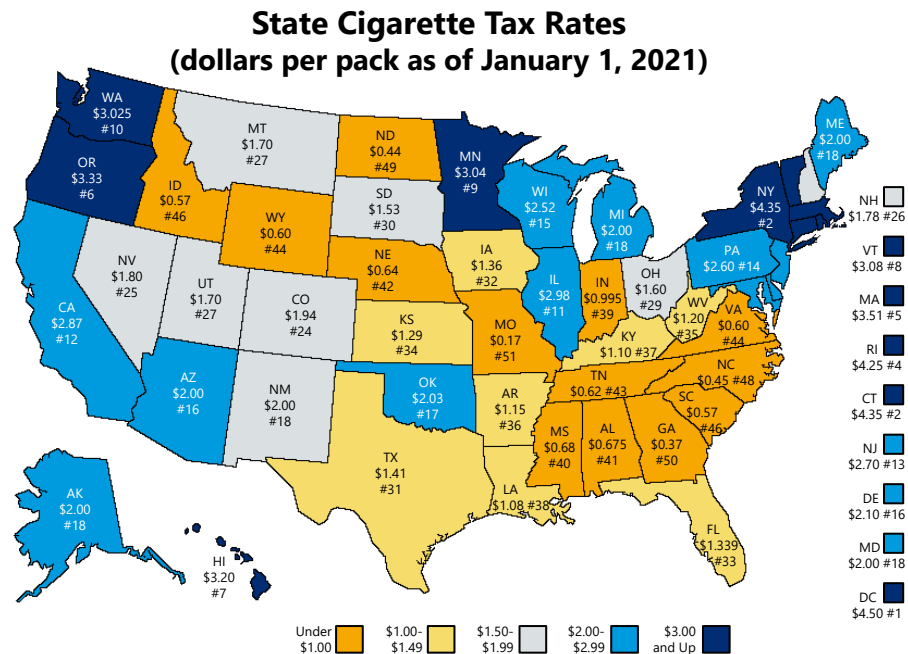 State Cigarette Tax Rates
(dollars per pack as of January 1, 2021)
WA
$3.025
#10
OR
$3.33
#6
ID
$0.57
#46
MT
$1.70
#27
ND
$0.44
#49
MN
$3.04
#9
SD
$1.53
#30
WY
$0.60
#44
WI
$2.52
#15
MI
$2.00
#18
NY
$4.35
#2
ME
$2.00
#18
NH
$1.78 #26
VT
$3.08 #8
MA
$3.51 #5
RI
$4.25 #4
CT
$4.35 #2
NJ
$2.70 #13
DE
$2.10 #16
MD
$2.00 #18
DC
$4.50 #1
CA
$2.87
#12
NV
$1.80
#25
UT
$1.70
#27
CO
$1.94
#24
NE
$0.64
#42
IA
$1.36
#32
KS
$1.29
#34
MO
$0.17
#51
IL
$2.98
#11
IN
$0.995
#39
OH
$1.60
#29
PA
$2.60 #14
WV
$1.20
#35
VA
$0.60
#44
KY
$1.10 #37
NC
$0.45 #48
TN
$0.62 #43
SC
$0.57
#46
AZ
$2.00
#16
NM
$2.00
#18
OK
$2.03
#17
AR
$1.15
#36
MS
$0.68
#40
AL
$0.675
#41
GA
$0.37
#50
TX
$1.41
#31
LA
$1.08 #38
FL
$1.339
#33
AK
$2.00
#18
HI
$3.20
#7
Under
$1.00
$1.00-
$1.49
$1.50-
$1.99
$2.00-
$2.99
$3.00
and Up